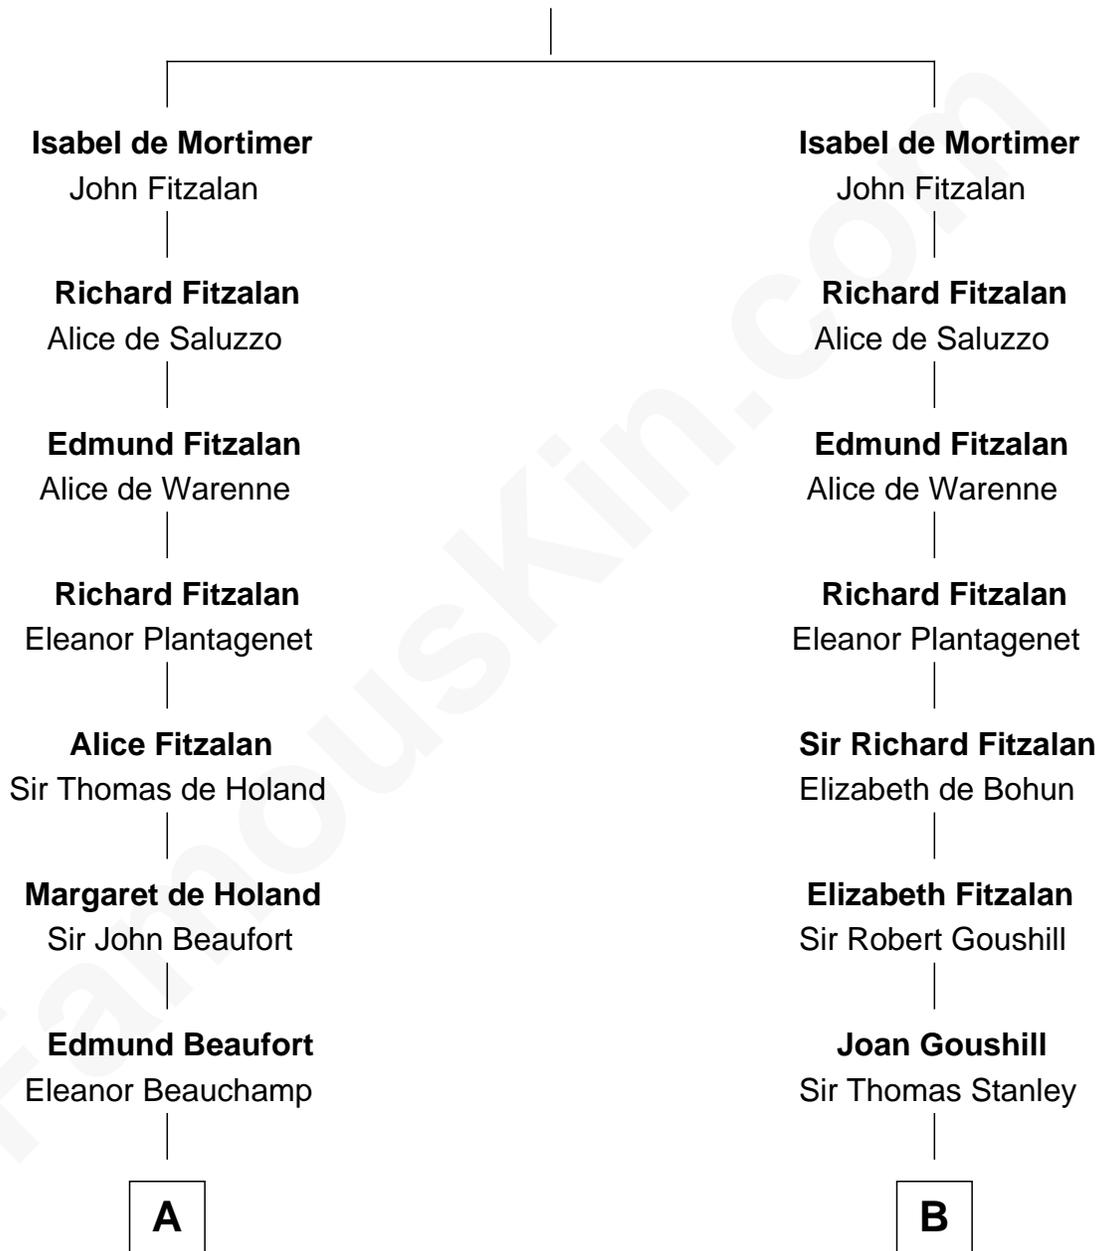 Isabel de Mortimer
John Fitzalan
Richard Fitzalan
Alice de Saluzzo
Edmund Fitzalan
Alice de Warenne
Richard Fitzalan
Eleanor Plantagenet
Alice Fitzalan
Sir Thomas de Holand
Margaret de Holand
Sir John Beaufort
Edmund Beaufort
Eleanor Beauchamp
A
Isabel de Mortimer
John Fitzalan
Richard Fitzalan
Alice de Saluzzo
Edmund Fitzalan
Alice de Warenne
Richard Fitzalan
Eleanor Plantagenet
Sir Richard Fitzalan
Elizabeth de Bohun
Elizabeth Fitzalan
Sir Robert Goushill
Joan Goushill
Sir Thomas Stanley
B
FamousKin.com